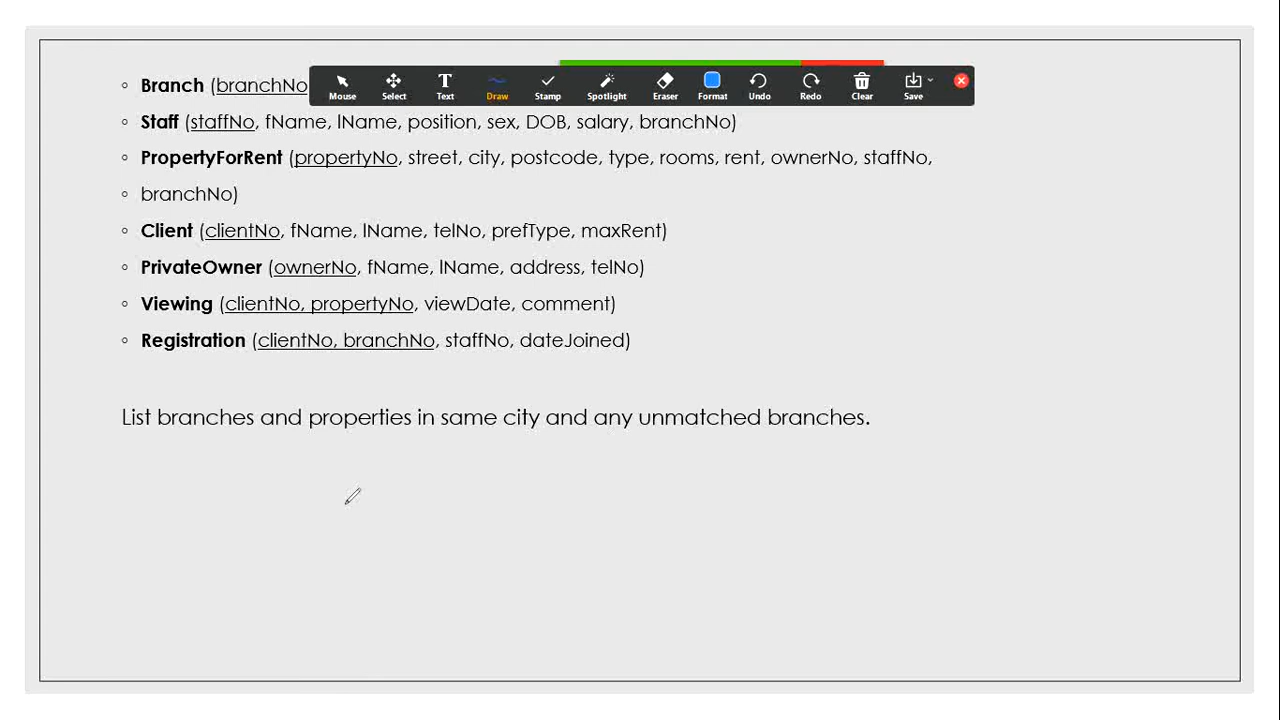 Branch (branchNo
Mouse Select Text Draw Stamp Spotlight Eraser Format Undo Redo Clear Save
Staff (staffNo, fName, lName, position, sex, DOB, salary, branchNo)
PropertyForRent (propertyNo, street, city, postcode, type, rooms, rent, ownerNo, staffNo,
branchNo)
Client (clientNo, fName, lName, telNo, prefType, maxRent)
PrivateOwner (ownerNo, fName, lName, address, telNo)
Viewing (clientNo, propertyNo, viewDate, comment)
Registration (clientNo, branchNo, staffNo, dateJoined)
List branches and properties in same city and any unmatched branches.